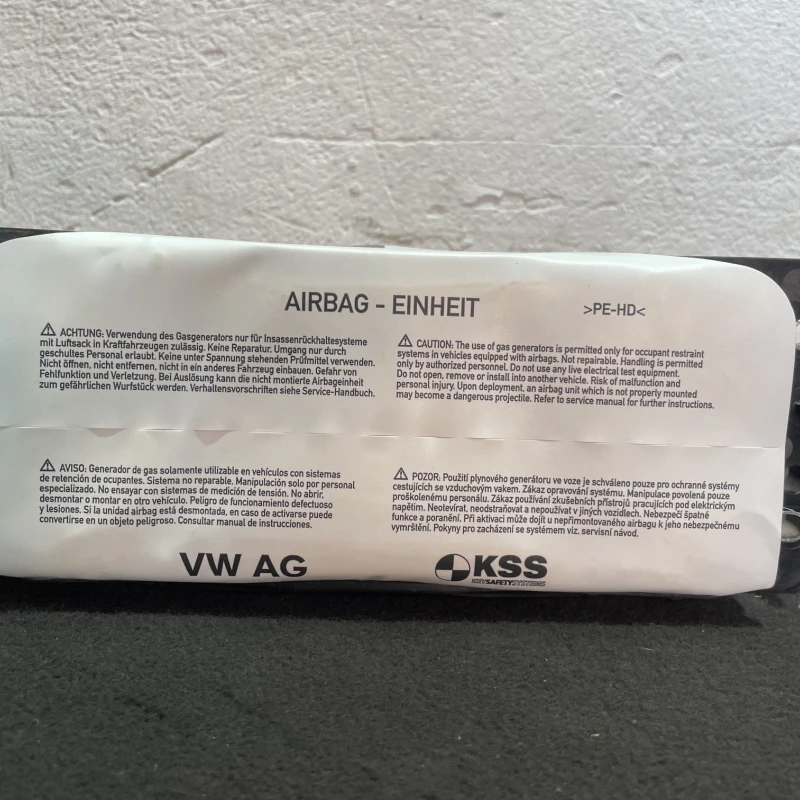 AIRBAG - EINHEIT
>PE-HD<
⚠ ACHTUNG: Verwendung des Gasgenerators nur für Insassenrückhaltesysteme
mit Luftsack in Kraftfahrzeugen zulässig. Keine Reparatur. Umgang nur durch
geschultes Personal erlaubt. Keine unter Spannung stehenden Prüfmittel verwenden.
Nicht öffnen, nicht entfernen, nicht in ein anderes Fahrzeug einbauen. Gefahr von
Fehlfunktion und Verletzung. Bei Auslösung kann die nicht montierte Airbageinheit
zum gefährlichen Wurfstück werden. Verhaltensvorschriften siehe Service-Handbuch.
⚠ CAUTION: The use of gas generators is permitted only for occupant restraint
systems in vehicles equipped with airbags. Not repairable. Handling is permitted
only by authorized personnel. Do not use any live electrical test equipment.
Do not open, remove or install into another vehicle. Risk of malfunction and
personal injury. Upon deployment, an airbag unit which is not properly mounted
may become a dangerous projectile. Refer to service manual for further instructions.
⚠ AVISO: Generador de gas solamente utilizable en vehículos con sistemas
de retención de ocupantes. Sistema no reparable. Manipulación solo por personal
especializado. No ensayar con sistemas de medición de tensión. No abrir,
desmontar o montar en otro vehículo. Peligro de funcionamiento defectuoso
y lesiones. Si la unidad airbag está desmontada, en caso de activarse puede
convertirse en un objeto peligroso. Consultar manual de instrucciones.
⚠ POZOR: Použití plynového generátoru ve voze je schváleno pouze pro ochranné systémy
cestujících se vzduchovým vakem. Zákaz opravování systému. Manipulace povolená pouze
proškolenému personálu. Zákaz používání zkušebních přístrojů pracujících pod elektrickým
napětím. Neotevírat, neodstraňovat a nepoužívat v jiných vozidlech. Nebezpečí špatné
funkce a poranění. Při aktivaci může dojít u nepřimontovaného airbagu k jeho nebezpečnému
vymrštění. Pokyny pro zacházení se systémem viz. servisní návod.
VW AG
KSS
KEYSAFETYSYSTEMS